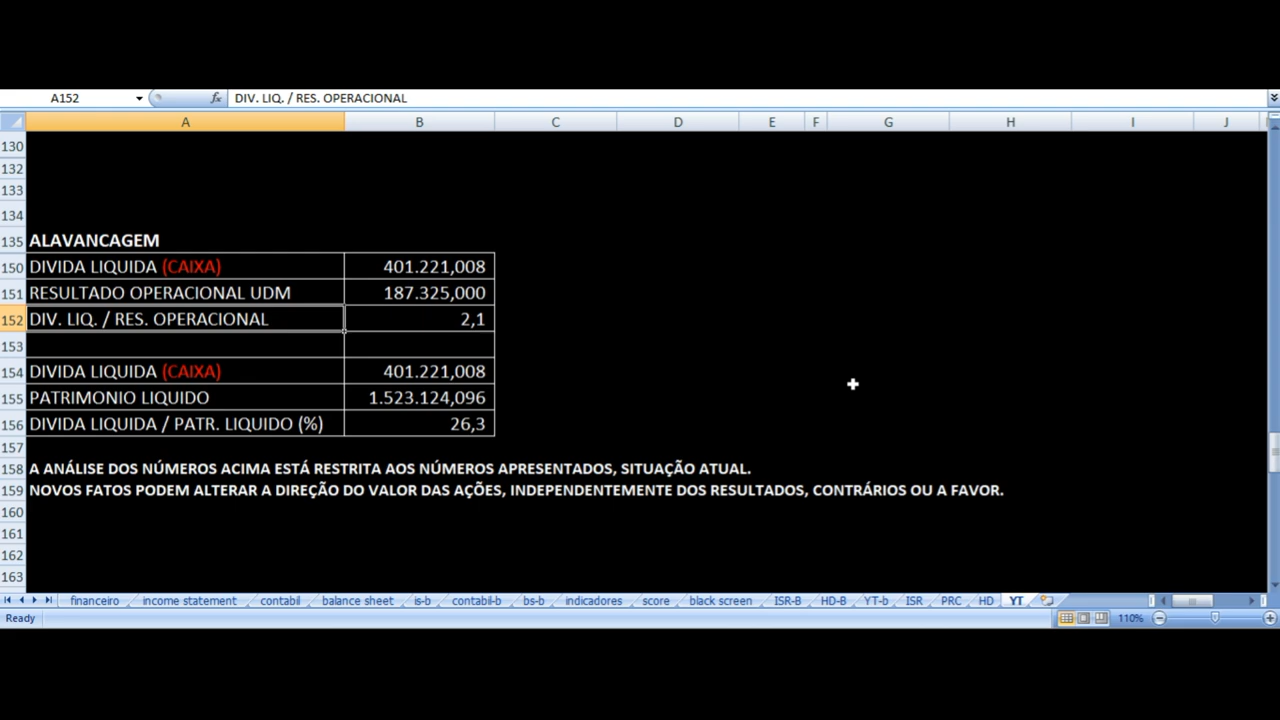 A152 fx DIV. LIQ. / RES. OPERACIONAL
A B C D E F G H I J
130
132
133
134
135 ALAVANCAGEM
150 DIVIDA LIQUIDA (CAIXA) 401.221,008
151 RESULTADO OPERACIONAL UDM 187.325,000
152 DIV. LIQ. / RES. OPERACIONAL 2,1
153
154 DIVIDA LIQUIDA (CAIXA) 401.221,008
155 PATRIMONIO LIQUIDO 1.523.124,096
156 DIVIDA LIQUIDA / PATR. LIQUIDO (%) 26,3
157
158 A ANÁLISE DOS NÚMEROS ACIMA ESTÁ RESTRITA AOS NÚMEROS APRESENTADOS, SITUAÇÃO ATUAL.
159 NOVOS FATOS PODEM ALTERAR A DIREÇÃO DO VALOR DAS AÇÕES, INDEPENDENTEMENTE DOS RESULTADOS, CONTRÁRIOS OU A FAVOR.
160
161
162
163
financeiro income statement contabil balance sheet is-b contabil-b bs-b indicadores score black screen ISR-B HD-B YT-b ISR PRC HD YT
Ready 110%